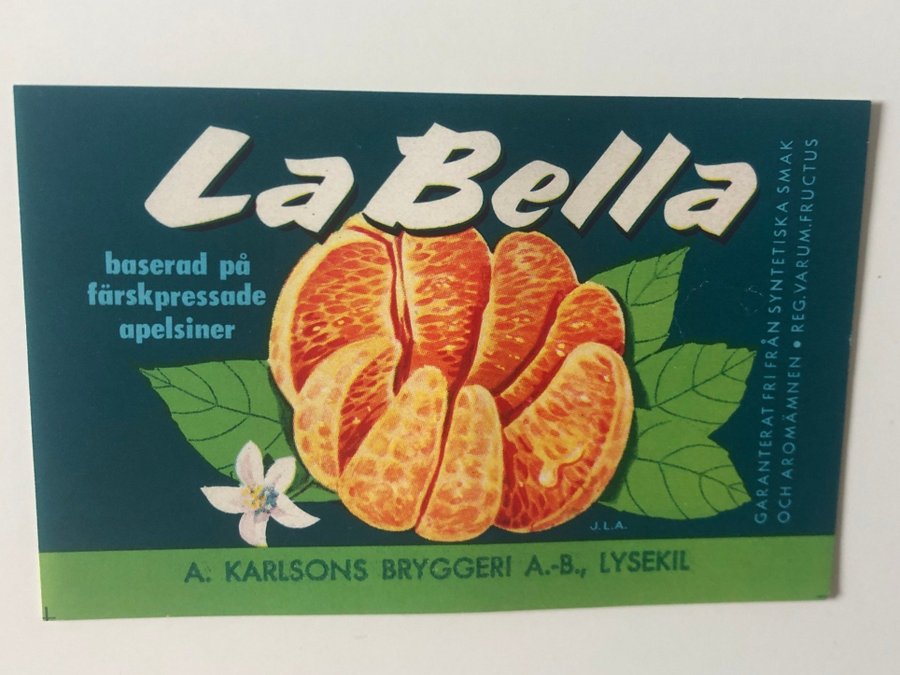 La Bella
baserad på
färskpressade
apelsiner
GARANTERAT FRI FRÅN SYNTETISKA SMAK
OCH AROMÄMNEN • REG. VARUM. FRUCTUS
J.L.A.
A. KARLSONS BRYGGERI A.-B., LYSEKIL